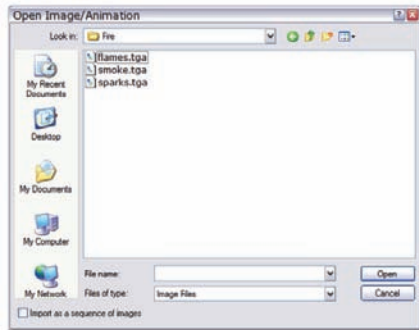 Open Image/Animation
Look in: Fire
My Recent
Documents
Desktop
My Documents
My Computer
My Network
flames.tga
smoke.tga
sparks.tga
File name:
Open
Files of type:
Image Files
Cancel
Import as a sequence of images